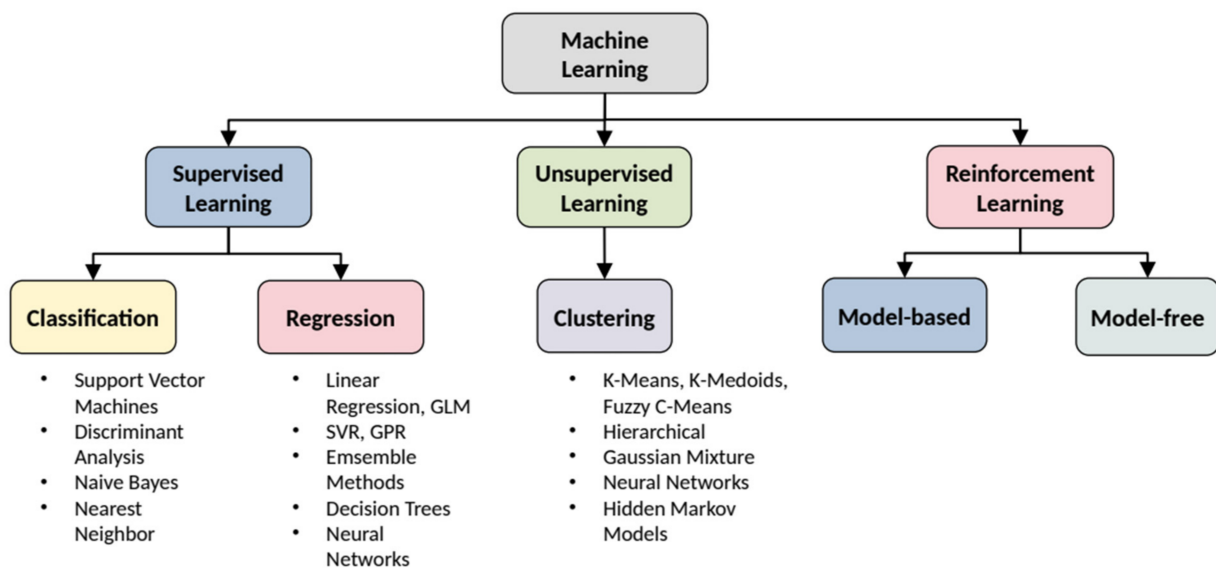 Machine
Learning
Supervised
Learning
Unsupervised
Learning
Reinforcement
Learning
Classification
Regression
Clustering
Model-based
Model-free
• Support Vector
Machines
• Discriminant
Analysis
• Naive Bayes
• Nearest
Neighbor
• Linear
Regression, GLM
• SVR, GPR
• Emsemble
Methods
• Decision Trees
• Neural
Networks
• K-Means, K-Medoids,
Fuzzy C-Means
• Hierarchical
• Gaussian Mixture
• Neural Networks
• Hidden Markov
Models